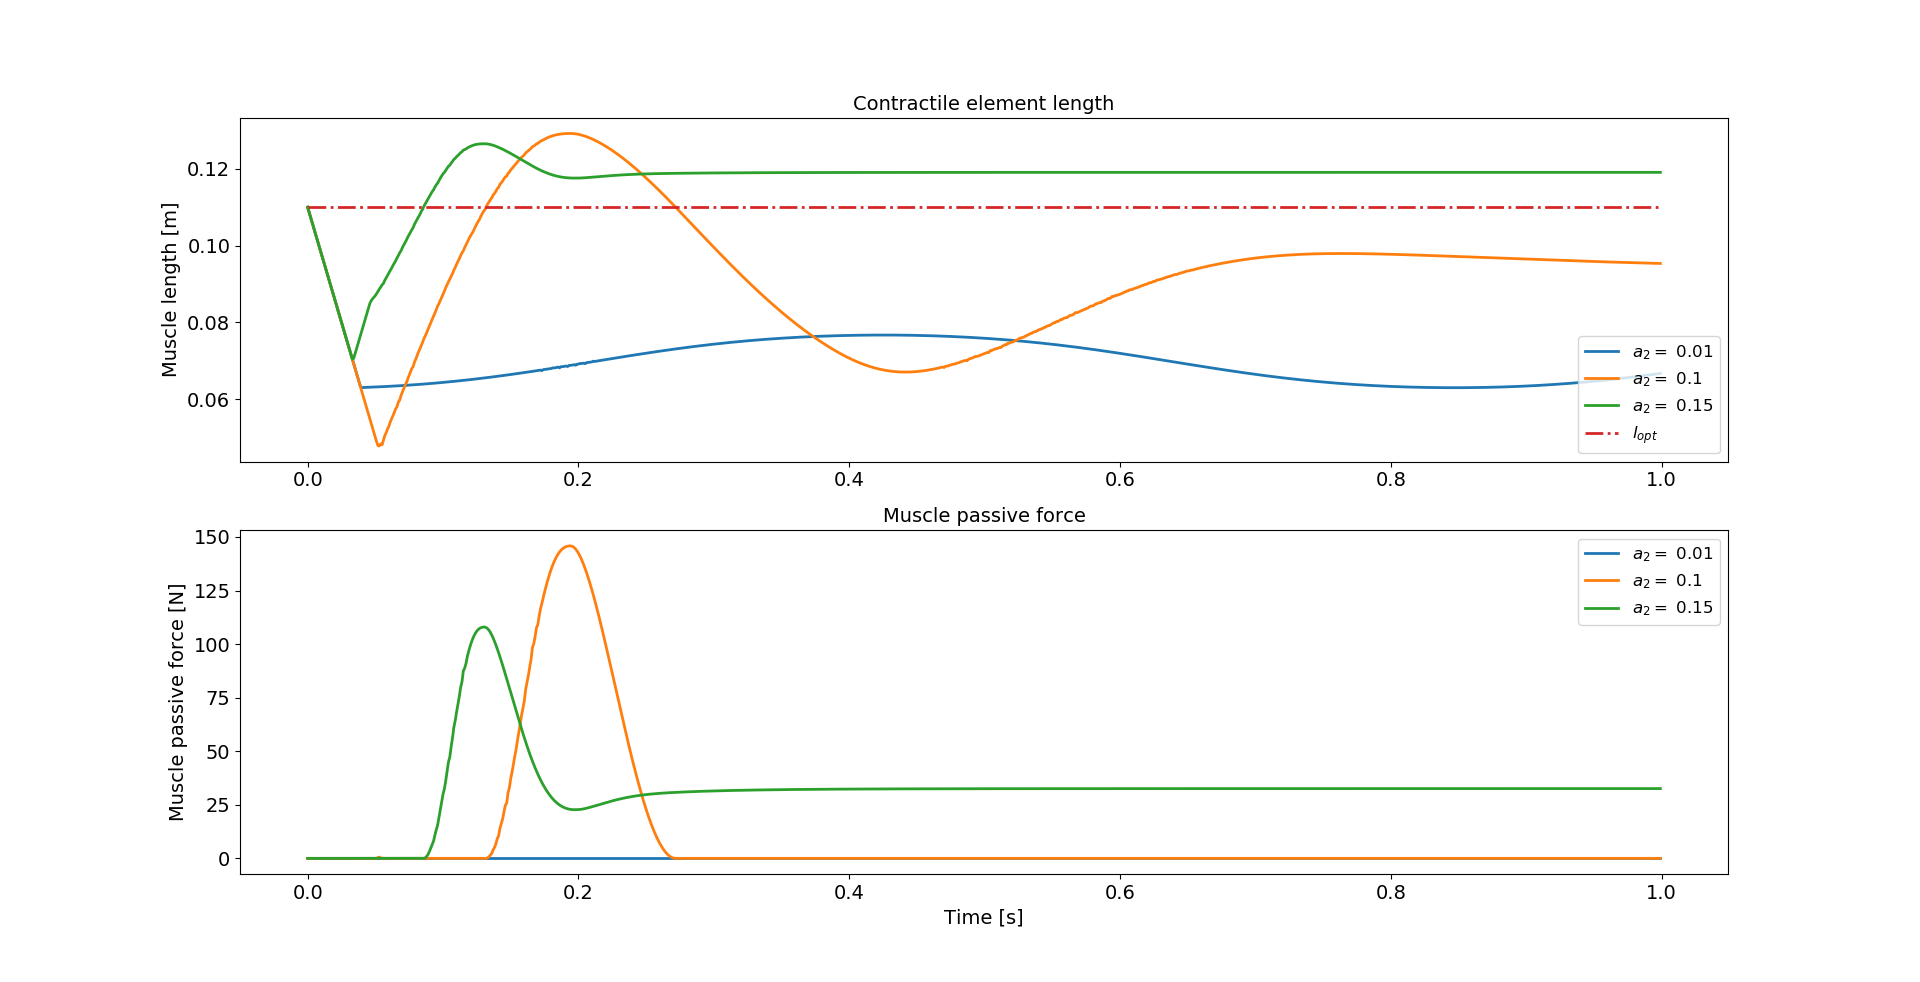 Contractile element length
Muscle length [m]
0.12
0.10
0.08
0.06
a₂ = 0.01
a₂ = 0.1
a₂ = 0.15
lₒₚₜ
0.0 0.2 0.4 0.6 0.8 1.0
Muscle passive force
Muscle passive force [N]
150
125
100
75
50
25
0
a₂ = 0.01
a₂ = 0.1
a₂ = 0.15
0.0 0.2 0.4 0.6 0.8 1.0
Time [s]